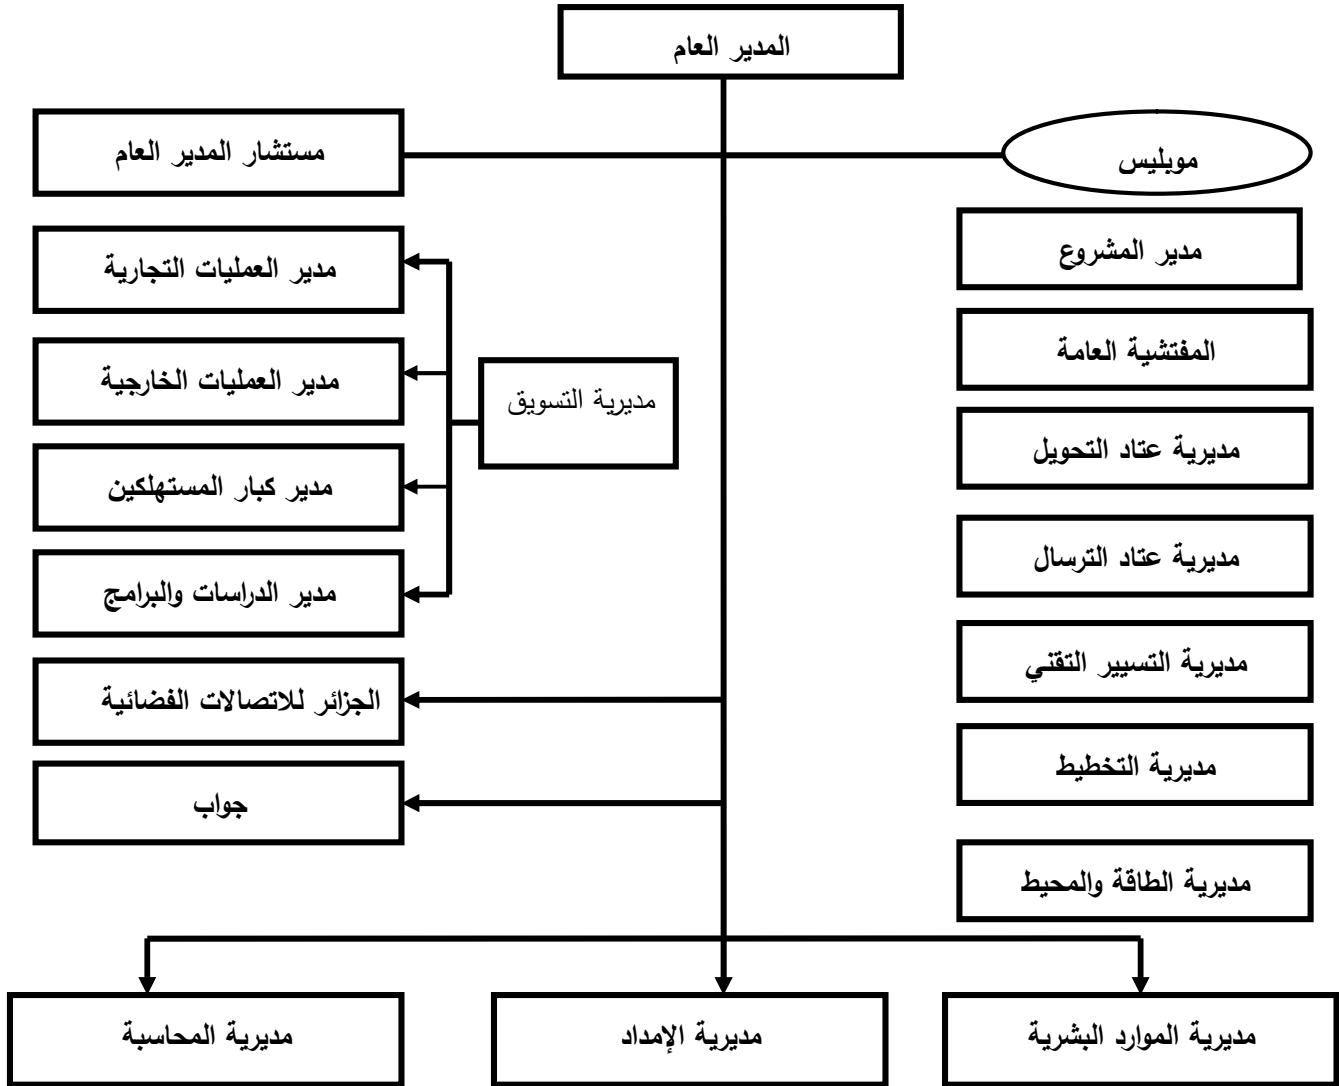 المدير العام
موبليس
مستشار المدير العام
مدير المشروع
مدير العمليات التجارية
المفتشية العامة
مدير العمليات الخارجية
مديرية التسويق
مديرية عتاد التحويل
مدير كبار المستهلكين
مديرية عتاد الترسال
مدير الدراسات والبرامج
مديرية التسيير التقني
الجزائر للاتصالات الفضائية
مديرية التخطيط
جواب
مديرية الطاقة والمحيط
مديرية الموارد البشرية
مديرية الإمداد
مديرية المحاسبة